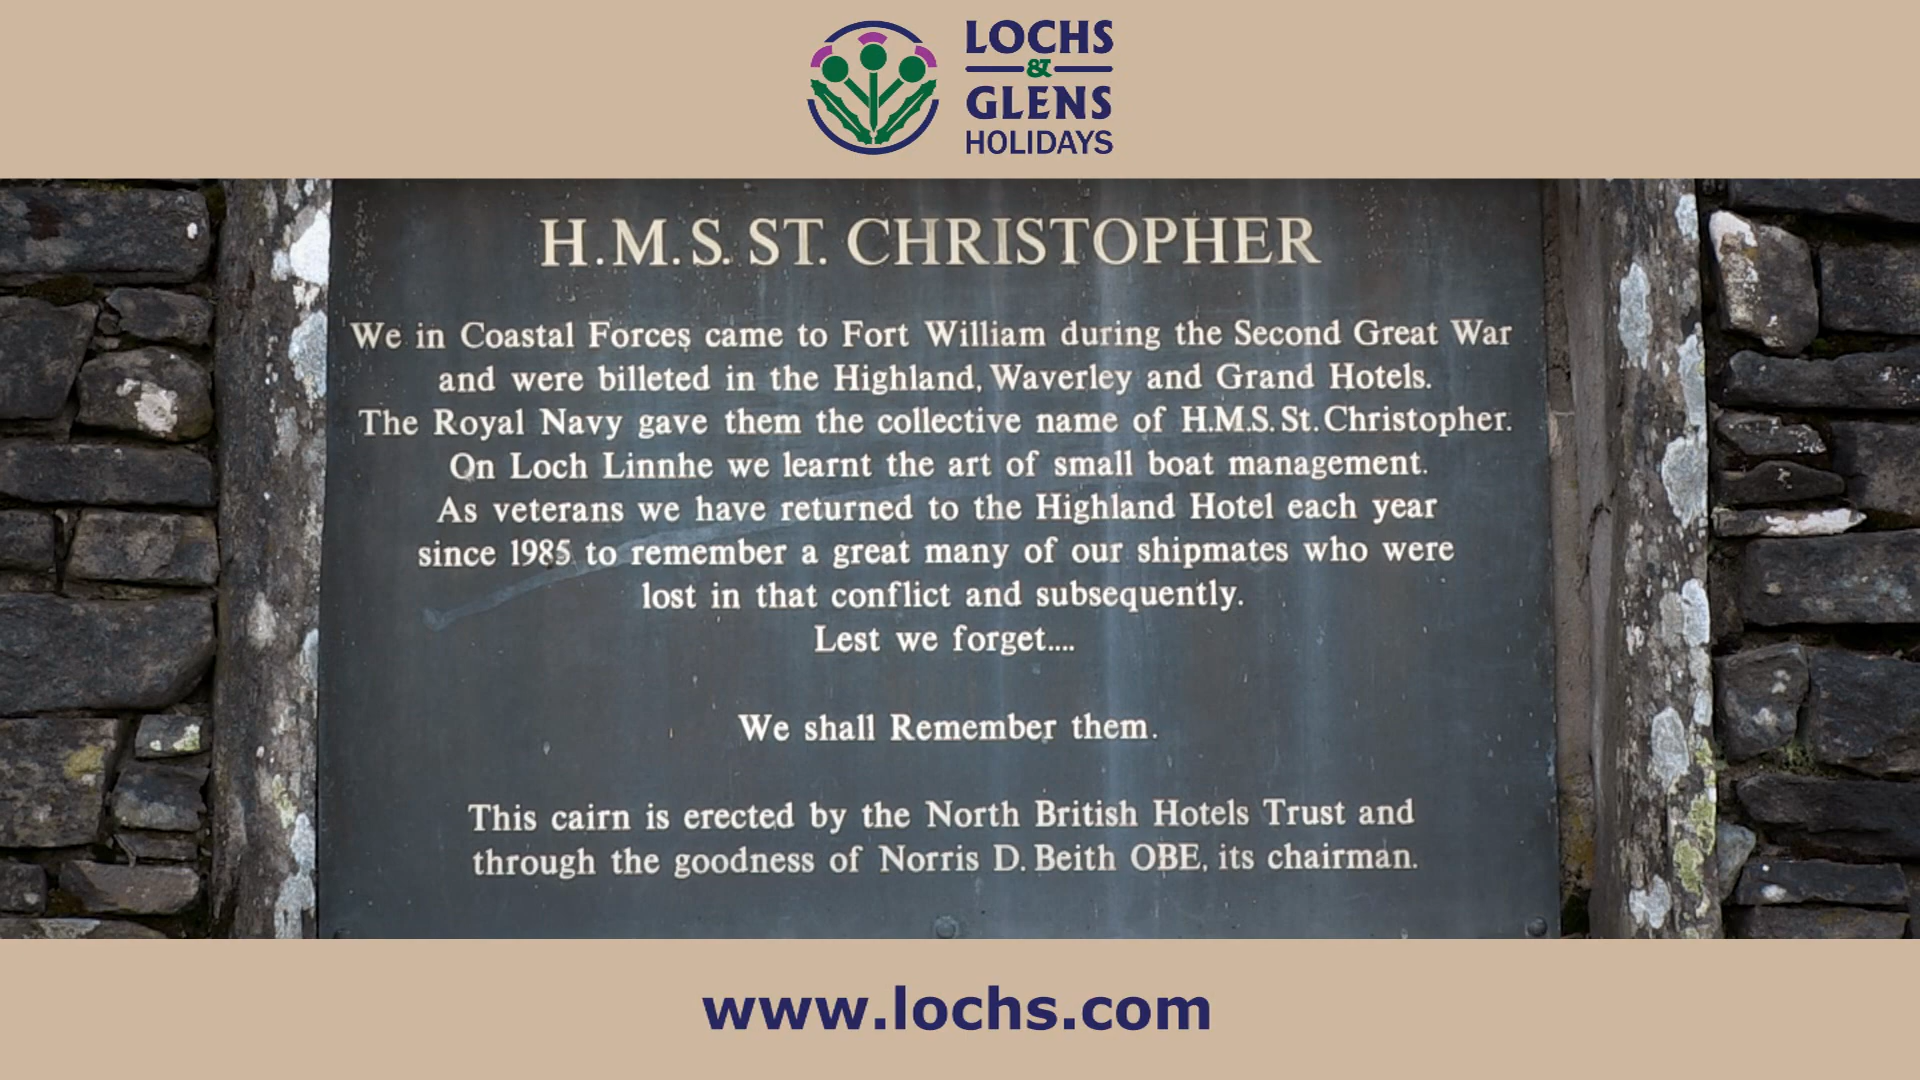 LOCHS
&
GLENS
HOLIDAYS
H.M.S. ST. CHRISTOPHER
We in Coastal Forces came to Fort William during the Second Great War
and were billeted in the Highland, Waverley and Grand Hotels.
The Royal Navy gave them the collective name of H.M.S. St. Christopher.
On Loch Linnhe we learnt the art of small boat management.
As veterans we have returned to the Highland Hotel each year
since 1985 to remember a great many of our shipmates who were
lost in that conflict and subsequently.
Lest we forget....
We shall Remember them.
This cairn is erected by the North British Hotels Trust and
through the goodness of Norris D. Beith OBE, its chairman.
www.lochs.com